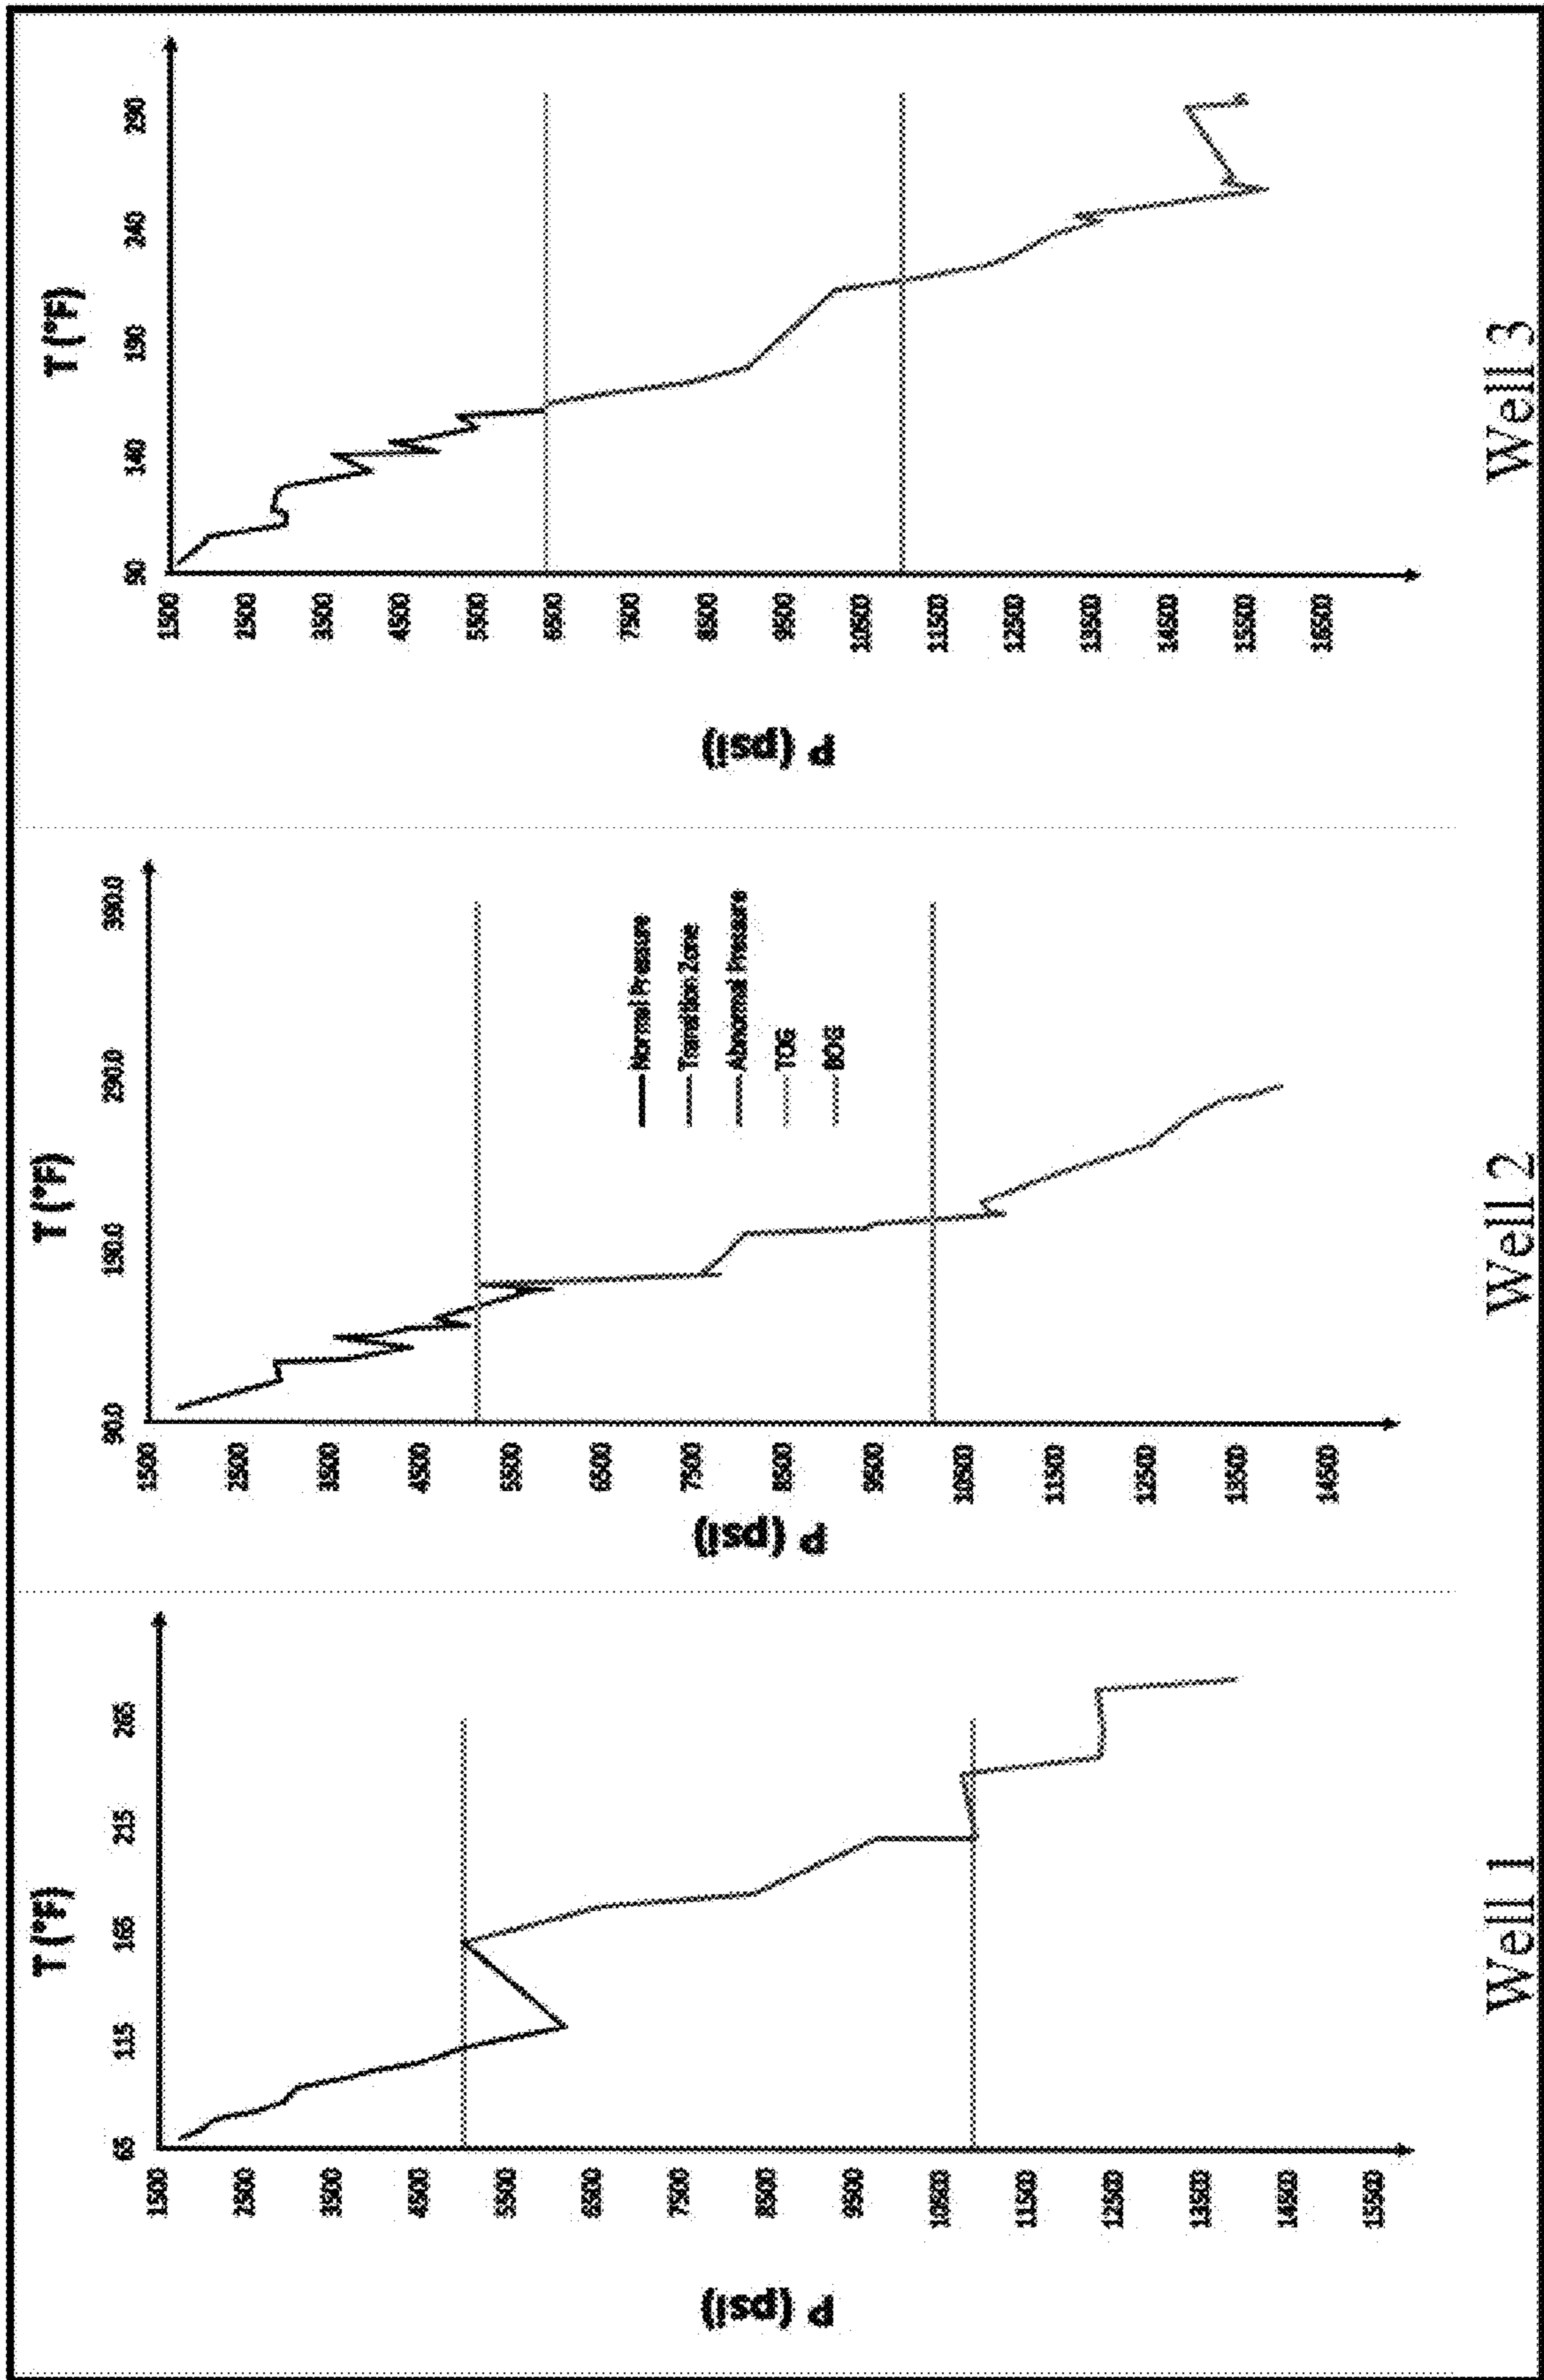 T (°F)
65 115 165 215 265
P (psi)
1500
2500
3500
4500
5500
6500
7500
8500
9500
10500
11500
12500
13500
14500
15500
Well 1
T (°F)
90.0 190.0 290.0 390.0
P (psi)
1500
2500
3500
4500
5500
6500
7500
8500
9500
10500
11500
12500
13500
14500
Normal Pressure
Transition Zone
Abnormal Pressure
TOG
BOG
Well 2
T (°F)
90 140 190 240 290
P (psi)
1500
2500
3500
4500
5500
6500
7500
8500
9500
10500
11500
12500
13500
14500
15500
16500
Well 3